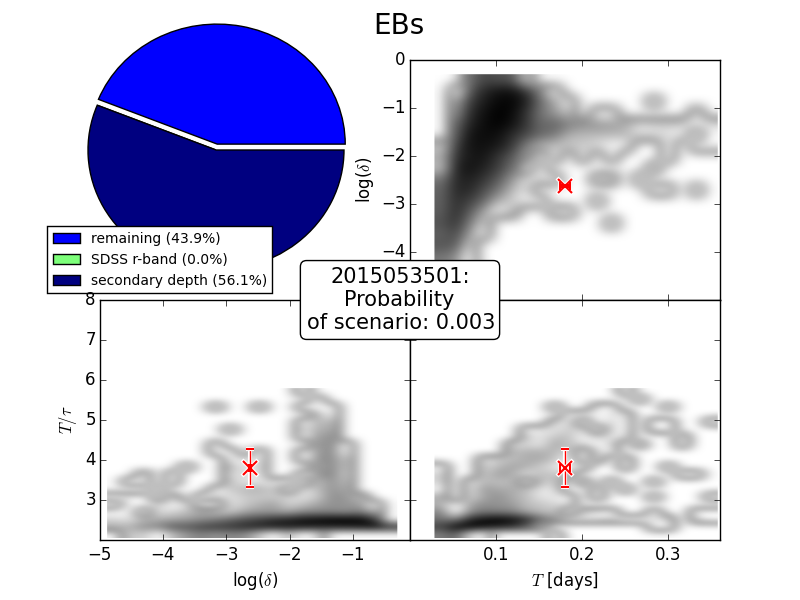 EBs
0
−1
−2
−3
−4
log(δ)
remaining (43.9%)
SDSS r-band (0.0%)
secondary depth (56.1%)
2015053501:
Probability
of scenario: 0.003
8
7
6
5
4
3
T/τ
−5 −4 −3 −2 −1
log(δ)
0.1 0.2 0.3
T [days]